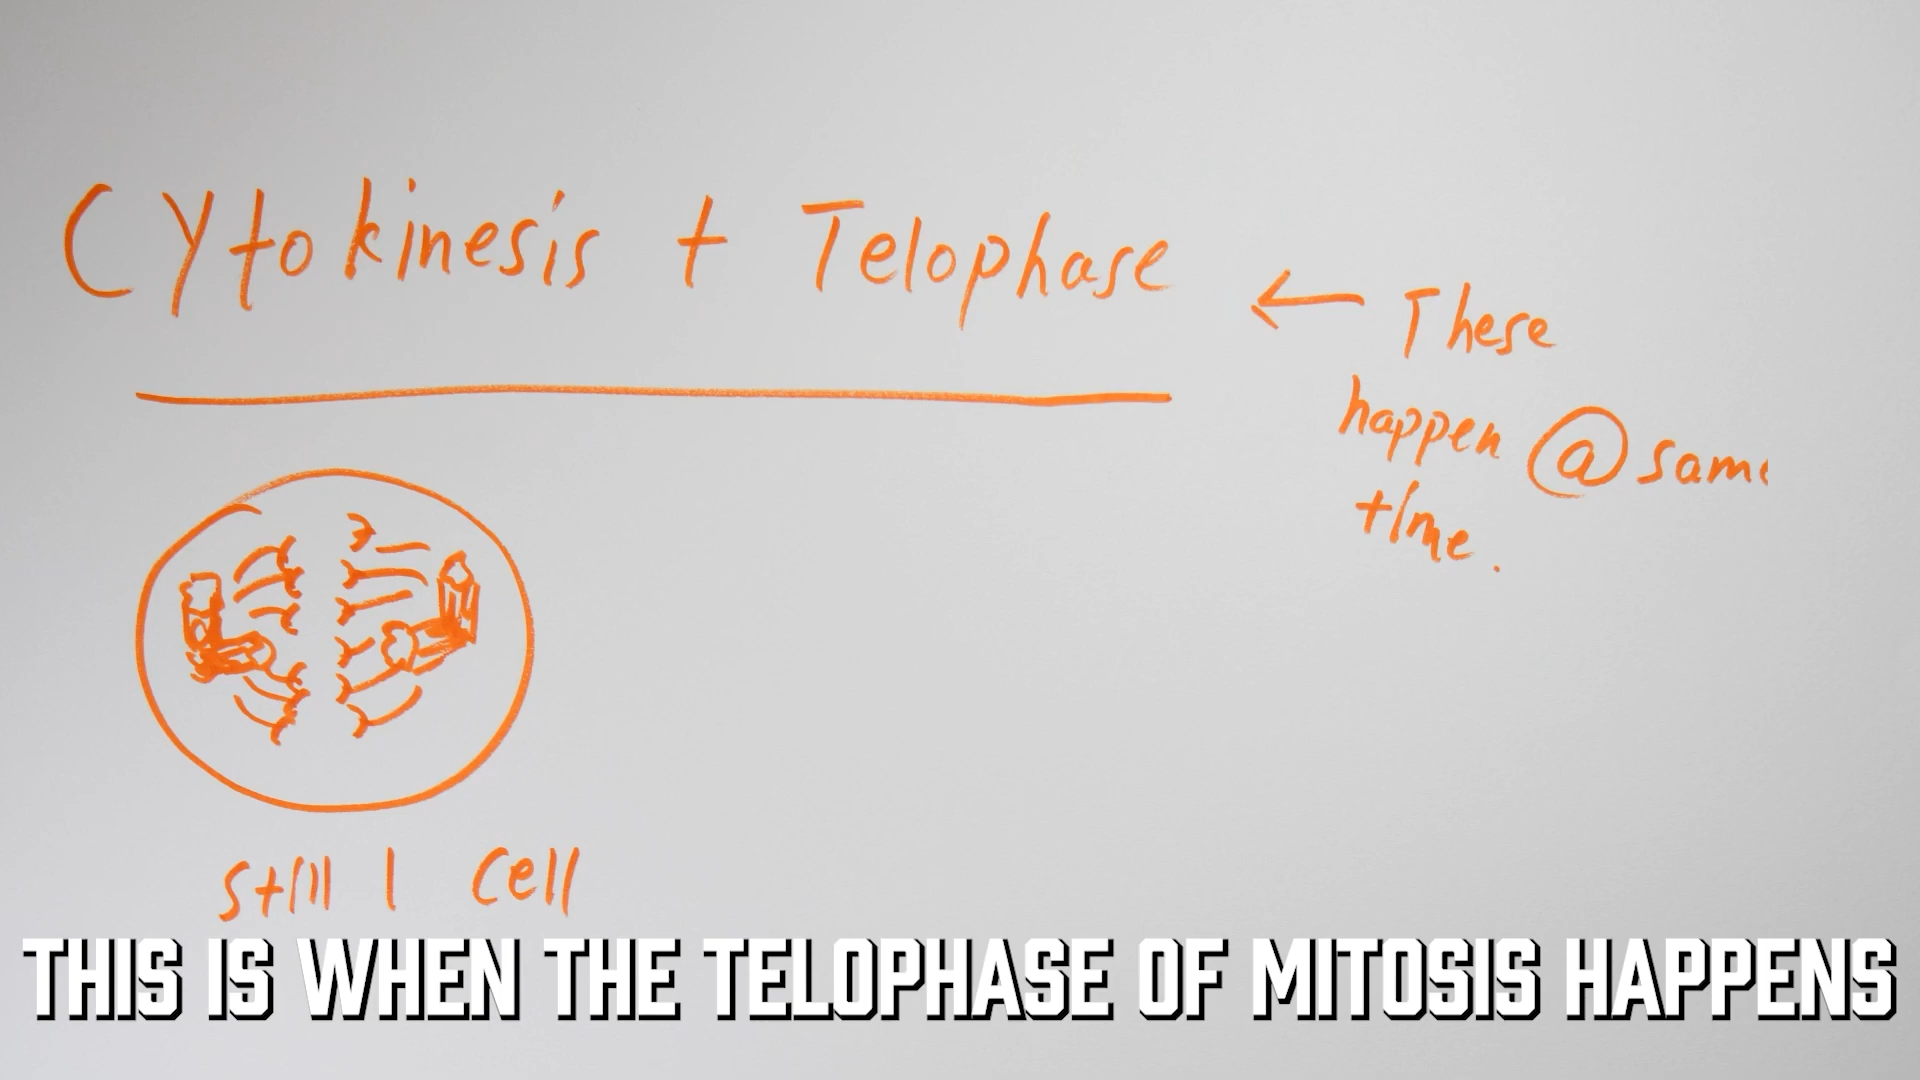 Cytokinesis + Telophase
← These
happen @ same
time.
still 1 cell
THIS IS WHEN THE TELOPHASE OF MITOSIS HAPPENS